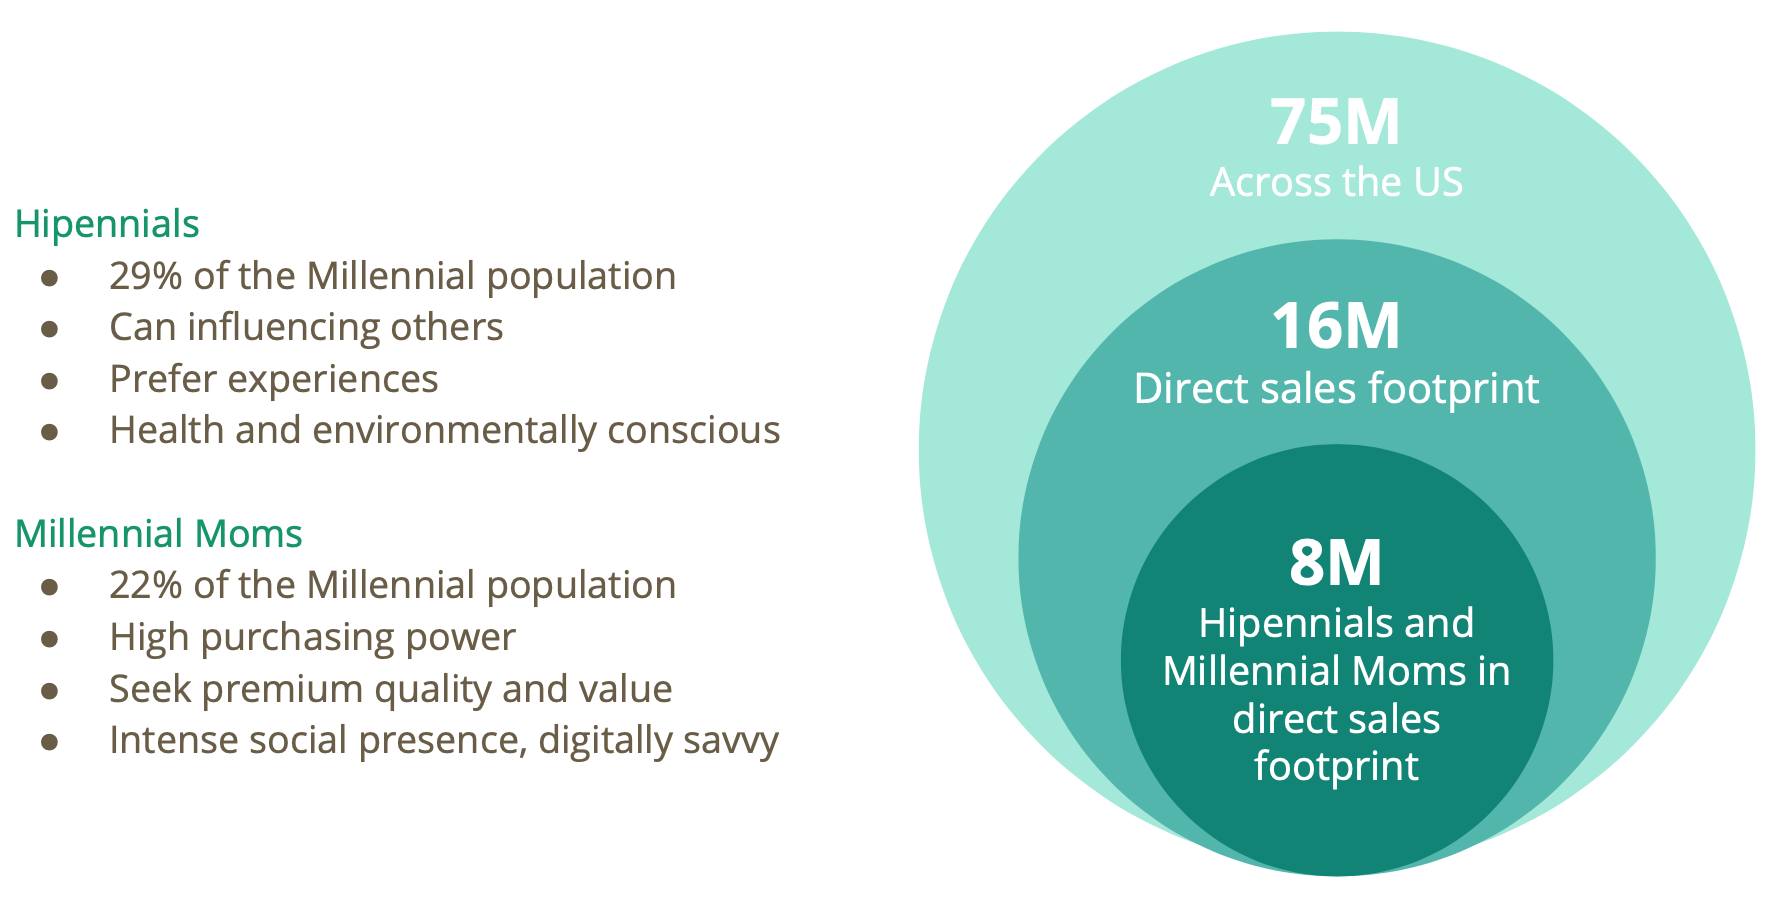 Hipennials
● 29% of the Millennial population
● Can influencing others
● Prefer experiences
● Health and environmentally conscious
Millennial Moms
● 22% of the Millennial population
● High purchasing power
● Seek premium quality and value
● Intense social presence, digitally savvy
75M
Across the US
16M
Direct sales footprint
8M
Hipennials and
Millennial Moms in
direct sales
footprint